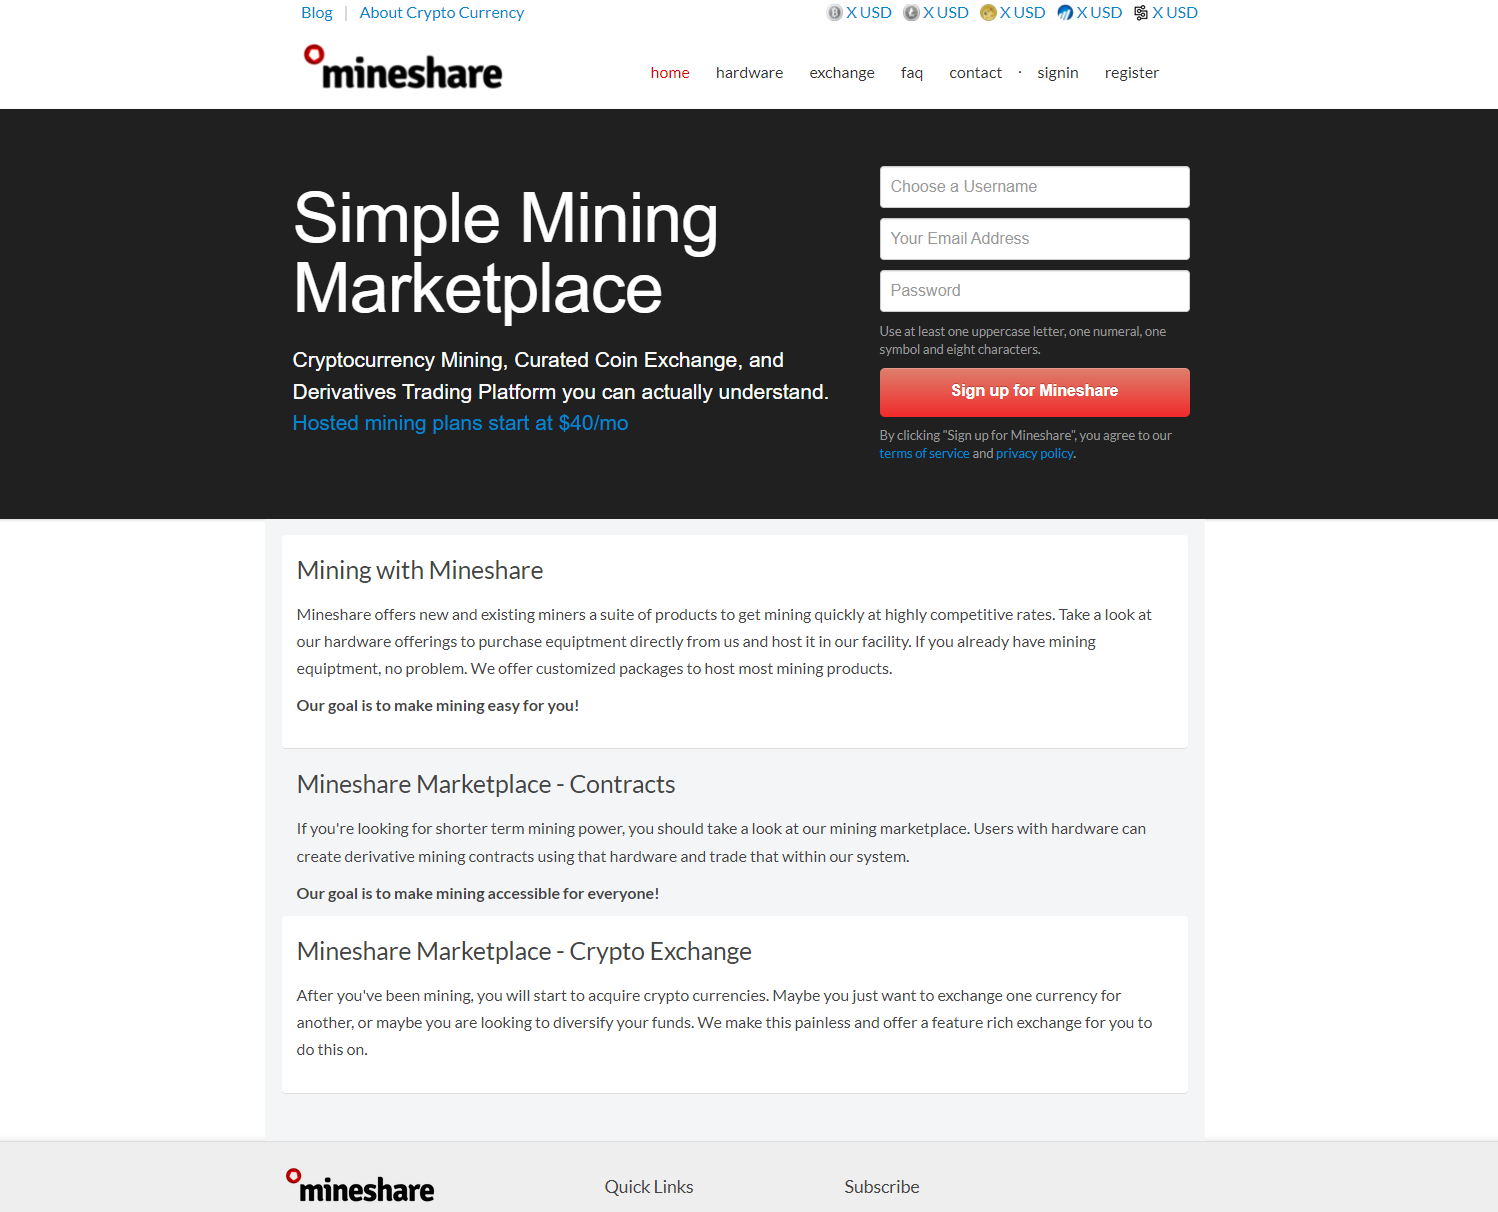 Blog | About Crypto Currency
X USD X USD X USD X USD X USD
mineshare
home hardware exchange faq contact · signin register
Simple Mining
Marketplace
Cryptocurrency Mining, Curated Coin Exchange, and
Derivatives Trading Platform you can actually understand.
Hosted mining plans start at $40/mo
Choose a Username
Your Email Address
Password
Use at least one uppercase letter, one numeral, one
symbol and eight characters.
Sign up for Mineshare
By clicking "Sign up for Mineshare", you agree to our
terms of service and privacy policy.
Mining with Mineshare
Mineshare offers new and existing miners a suite of products to get mining quickly at highly competitive rates. Take a look at
our hardware offerings to purchase equiptment directly from us and host it in our facility. If you already have mining
equiptment, no problem. We offer customized packages to host most mining products.
Our goal is to make mining easy for you!
Mineshare Marketplace - Contracts
If you're looking for shorter term mining power, you should take a look at our mining marketplace. Users with hardware can
create derivative mining contracts using that hardware and trade that within our system.
Our goal is to make mining accessible for everyone!
Mineshare Marketplace - Crypto Exchange
After you've been mining, you will start to acquire crypto currencies. Maybe you just want to exchange one currency for
another, or maybe you are looking to diversify your funds. We make this painless and offer a feature rich exchange for you to
do this on.
mineshare
Quick Links
Subscribe